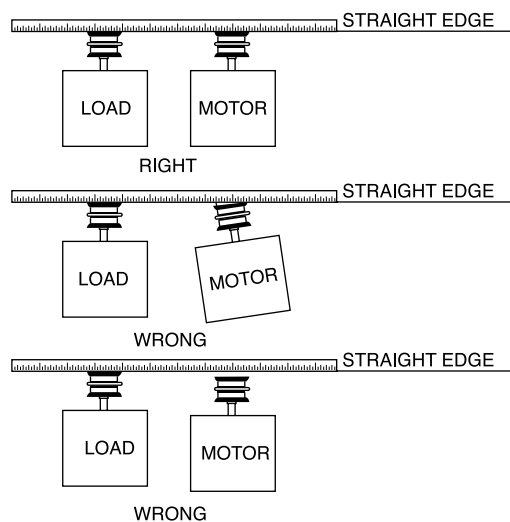 STRAIGHT EDGE
LOAD
MOTOR
RIGHT
STRAIGHT EDGE
LOAD
MOTOR
WRONG
STRAIGHT EDGE
LOAD
MOTOR
WRONG